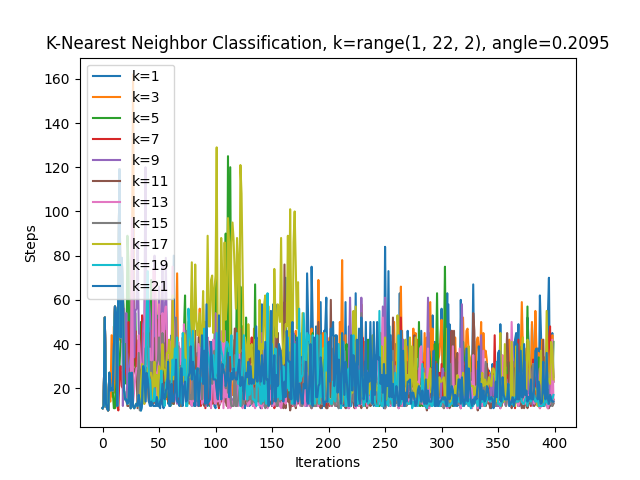 K-Nearest Neighbor Classification, k=range(1, 22, 2), angle=0.2095
160
140
120
100
80
60
40
20
Steps
k=1
k=3
k=5
k=7
k=9
k=11
k=13
k=15
k=17
k=19
k=21
0
50
100
150
200
250
300
350
400
Iterations